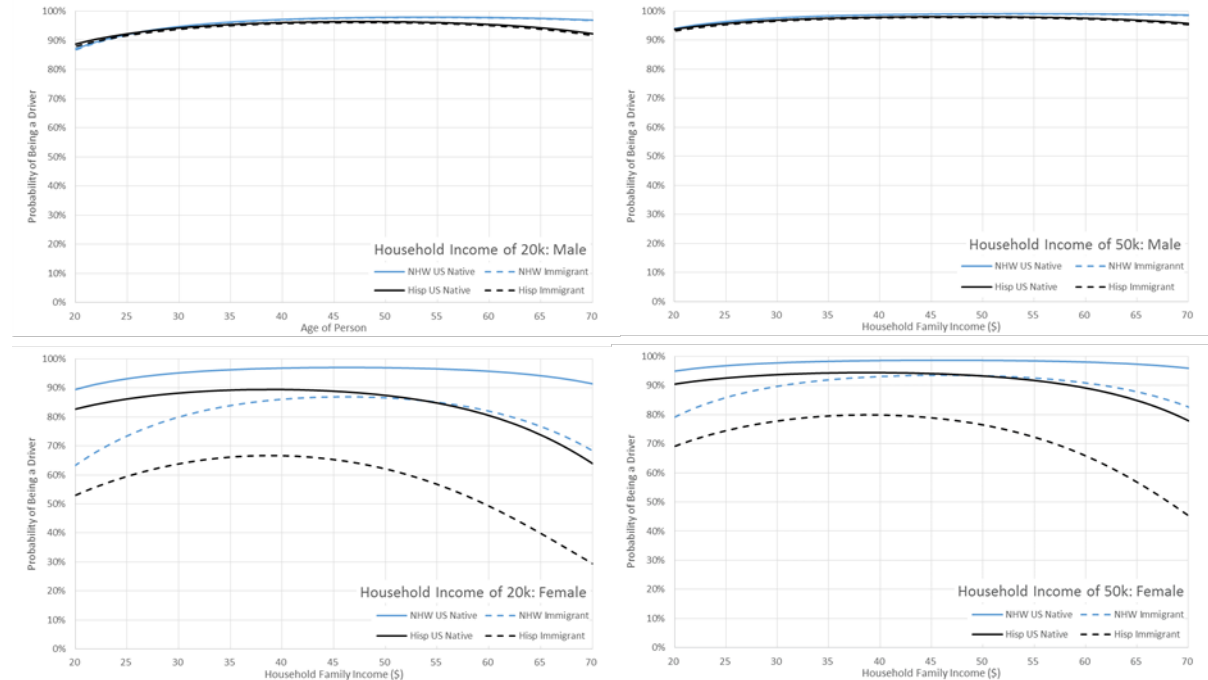 100%
90%
80%
70%
60%
50%
40%
30%
20%
10%
0%
Probability of Being a Driver
Household Income of 20k: Male
NHW US Native NHW Immigrant
Hisp US Native Hisp Immigrant
20 25 30 35 40 45 50 55 60 65 70
Age of Person
100%
90%
80%
70%
60%
50%
40%
30%
20%
10%
0%
Probability of Being a Driver
Household Income of 50k: Male
NHW US Native NHW Immigrannt
Hisp US Native Hisp Immigrant
20 25 30 35 40 45 50 55 60 65 70
Household Family Income ($)
100%
90%
80%
70%
60%
50%
40%
30%
20%
10%
0%
Probability of Being a Driver
Household Income of 20k: Female
NHW US Native NHW Immigrant
Hisp US Native Hisp Immigrant
20 25 30 35 40 45 50 55 60 65 70
Household Family Income ($)
100%
90%
80%
70%
60%
50%
40%
30%
20%
10%
0%
Probability of Being a Driver
Household Income of 50k: Female
NHW US Native NHW Immigrant
Hisp US Native Hisp Immigrant
20 25 30 35 40 45 50 55 60 65 70
Household Family Income ($)